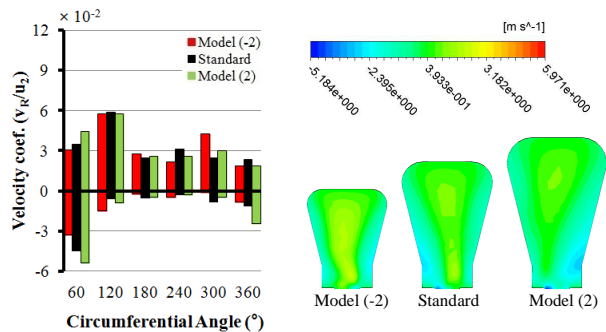 12 ×10⁻²
9
6
3
0
-3
-6
Velocity coef. (v_R/u₂)
Model (-2)
Standard
Model (2)
60 120 180 240 300 360
Circumferential Angle (°)
[m s^-1]
-5.184e+000
-2.395e+000
3.933e-001
3.182e+000
5.971e+000
Model (-2) Standard Model (2)